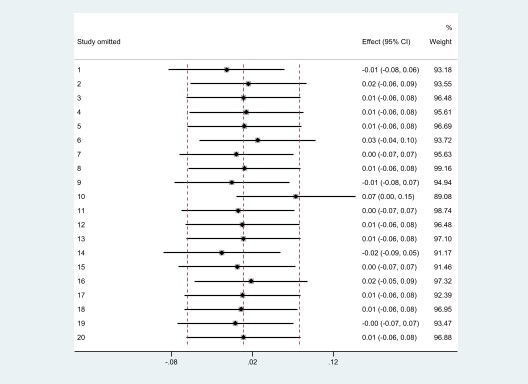 %
Study omitted Effect (95% CI) Weight
1 -0.01 (-0.08, 0.06) 93.18
2 0.02 (-0.06, 0.09) 93.55
3 0.01 (-0.06, 0.08) 96.48
4 0.01 (-0.06, 0.08) 95.61
5 0.01 (-0.06, 0.08) 96.69
6 0.03 (-0.04, 0.10) 93.72
7 0.00 (-0.07, 0.07) 95.63
8 0.01 (-0.06, 0.08) 99.16
9 -0.01 (-0.08, 0.07) 94.94
10 0.07 (0.00, 0.15) 89.08
11 0.00 (-0.07, 0.07) 98.74
12 0.01 (-0.06, 0.08) 96.48
13 0.01 (-0.06, 0.08) 97.10
14 -0.02 (-0.09, 0.05) 91.17
15 0.00 (-0.07, 0.07) 91.46
16 0.02 (-0.05, 0.09) 97.32
17 0.01 (-0.06, 0.08) 92.39
18 0.01 (-0.06, 0.08) 96.95
19 -0.00 (-0.07, 0.07) 93.47
20 0.01 (-0.06, 0.08) 96.88
-.08 .02 .12